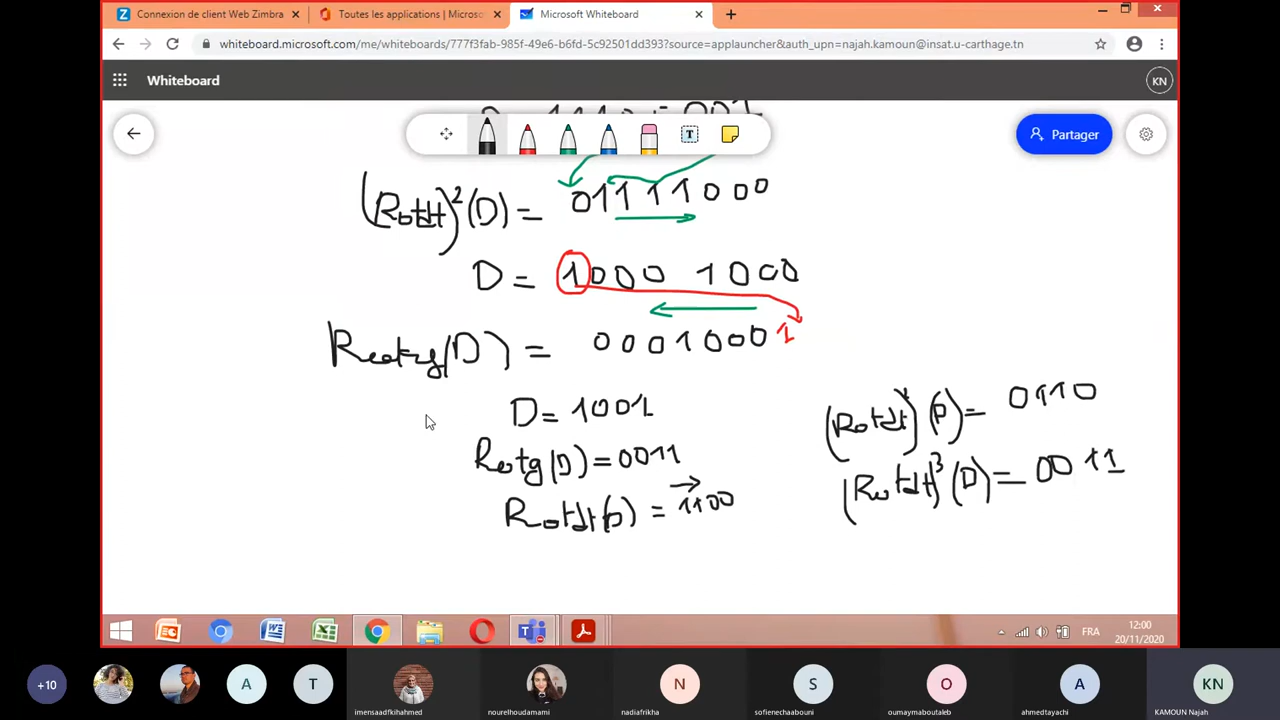 Connexion de client Web Zimbra
Toutes les applications | Microso
Microsoft Whiteboard
whiteboard.microsoft.com/me/whiteboards/777f3fab-985f-49e6-b6fd-5c92501dd393?source=applauncher&auth_upn=najah.kamoun@insat.u-carthage.tn
Whiteboard
KN
Partager
(Rotdt)²(D) = 01111000
D = 1000 1000
1
Rotg(D) = 0001000
D = 1001
Rotg(D) = 0011
Rotdt(D) = 1100
(Rotdt)²(D) = 0110
(Rotdt)³(D) = 0011
FRA
12:00
20/11/2020
+10
A
T
imensaadfkihahmed
nourelhoudamami
N
nadiafrikha
S
sofienechaabouni
O
oumaymaboutaleb
A
ahmedtayachi
KN
KAMOUN Najah